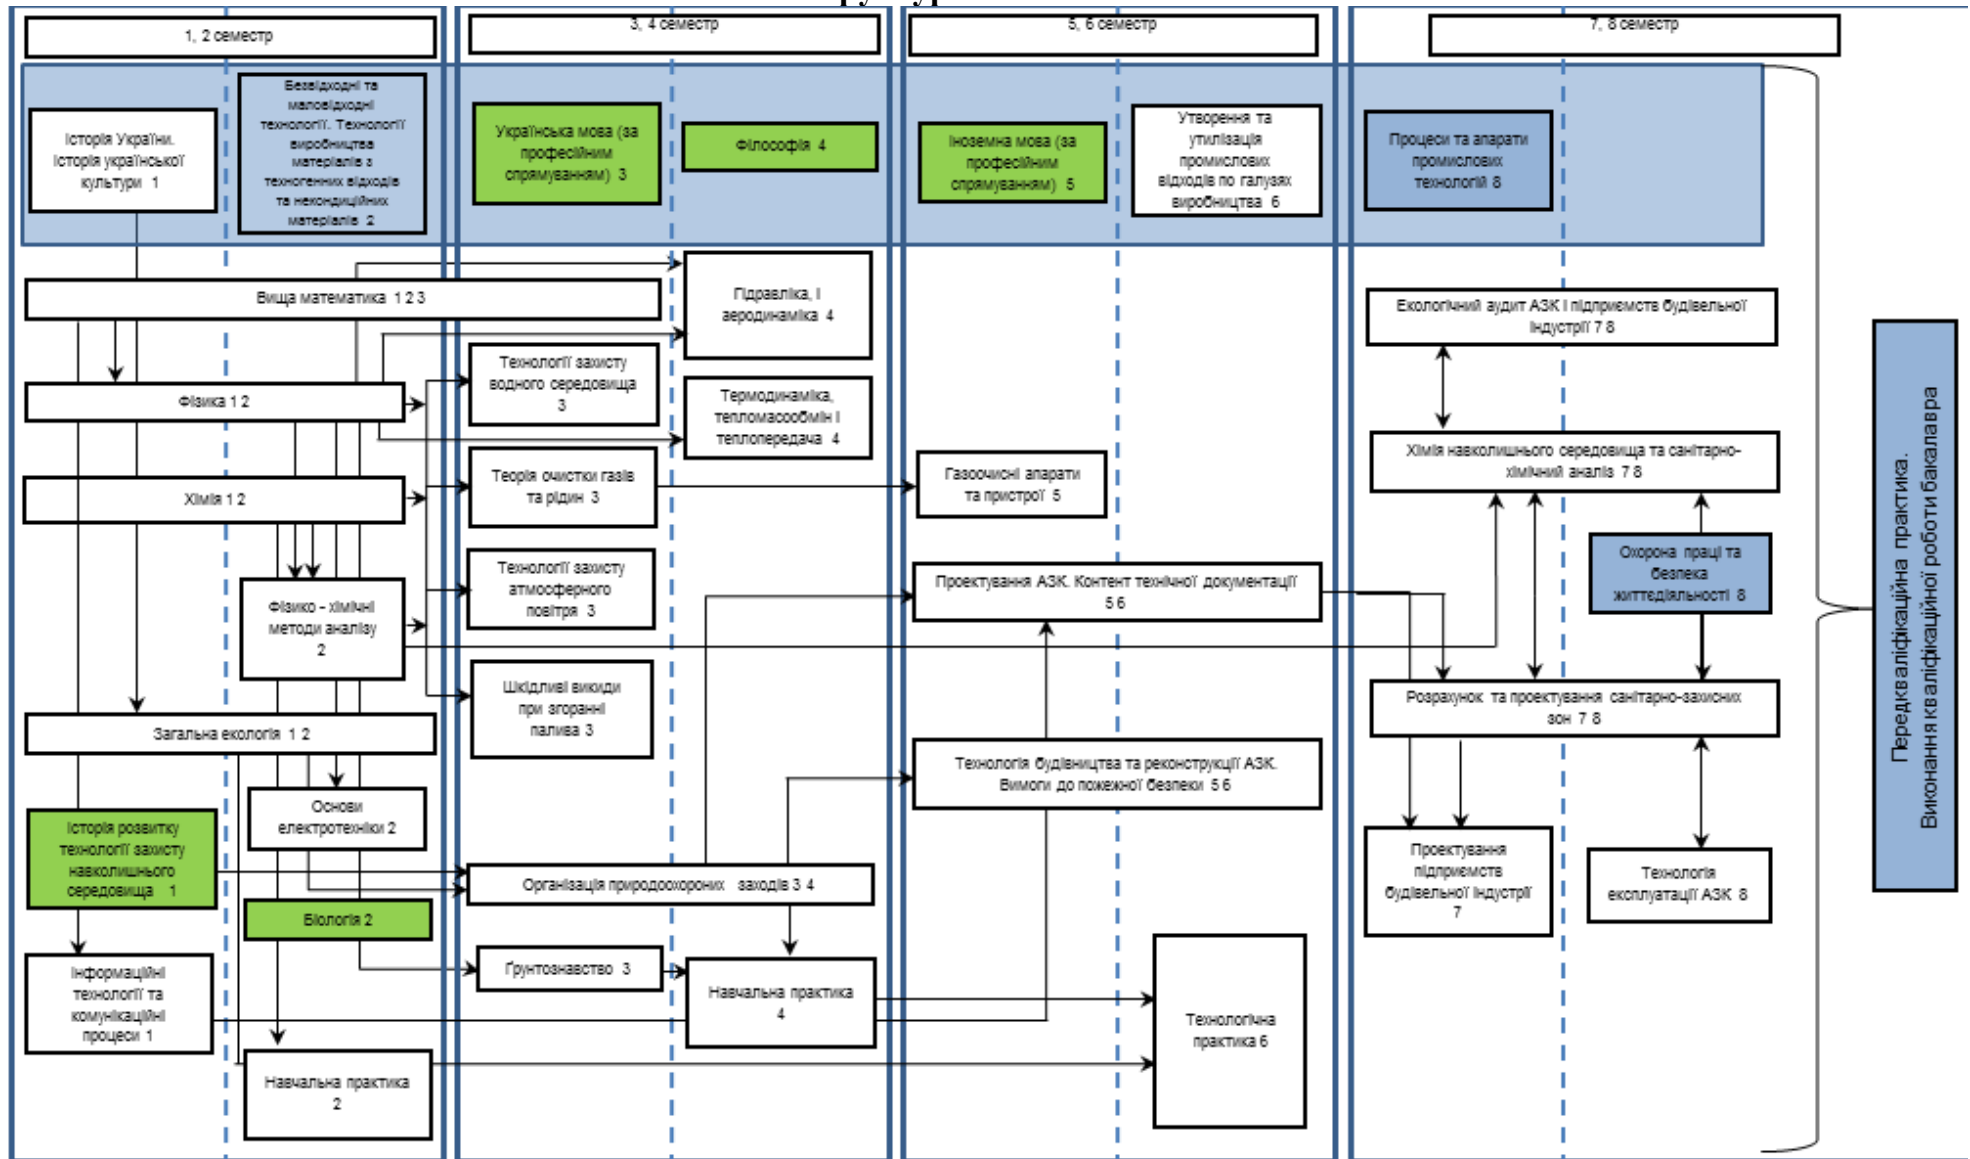 1, 2 семестр
3, 4 семестр
5, 6 семестр
7, 8 семестр
Історія України.
Історія української
культури 1
Безвідходні та
маловідходні
технології. Технології
виробництва
матеріалів з
техногенних відходів
та некондиційних
матеріалів 2
Українська мова (за
професійним
спрямуванням) 3
Філософія 4
Іноземна мова (за
професійним
спрямуванням) 5
Утворення та
утилізація
промислових
відходів по галузях
виробництва 6
Процеси та апарати
промислових
технологій 8
Вища математика 1 2 3
Гідравліка, і
аеродинаміка 4
Екологічний аудит АЗК і підприємств будівельної
індустрії 7 8
Технології захисту
водного середовища
3
Фізика 1 2
Термодинаміка,
тепломасообмін і
теплопередача 4
Хімія навколишнього середовища та санітарно-
хімічний аналіз 7 8
Хімія 1 2
Теорія очистки газів
та рідин 3
Газоочисні апарати
та пристрої 5
Охорона праці та
безпека
життєдіяльності 8
Фізико - хімічні
методи аналізу
2
Технології захисту
атмосферного
повітря 3
Проектування АЗК. Контент технічної документації
5 6
Шкідливі викиди
при згоранні
палива 3
Розрахунок та проектування санітарно-захисних
зон 7 8
Загальна екологія 1 2
Технологія будівництва та реконструкції АЗК.
Вимоги до пожежної безпеки 5 6
Основи
електротехніки 2
Історія розвитку
технології захисту
навколишнього
середовища 1
Організація природоохороних заходів 3 4
Проектування
підприємств
будівельної індустрії
7
Технологія
експлуатації АЗК 8
Біологія 2
Інформаційні
технології та
комунікаційні
процеси 1
Ґрунтознавство 3
Навчальна практика
4
Технологічна
практика 6
Навчальна практика
2
Передкваліфікаційна практика.
Виконання кваліфікаційної роботи бакалавра